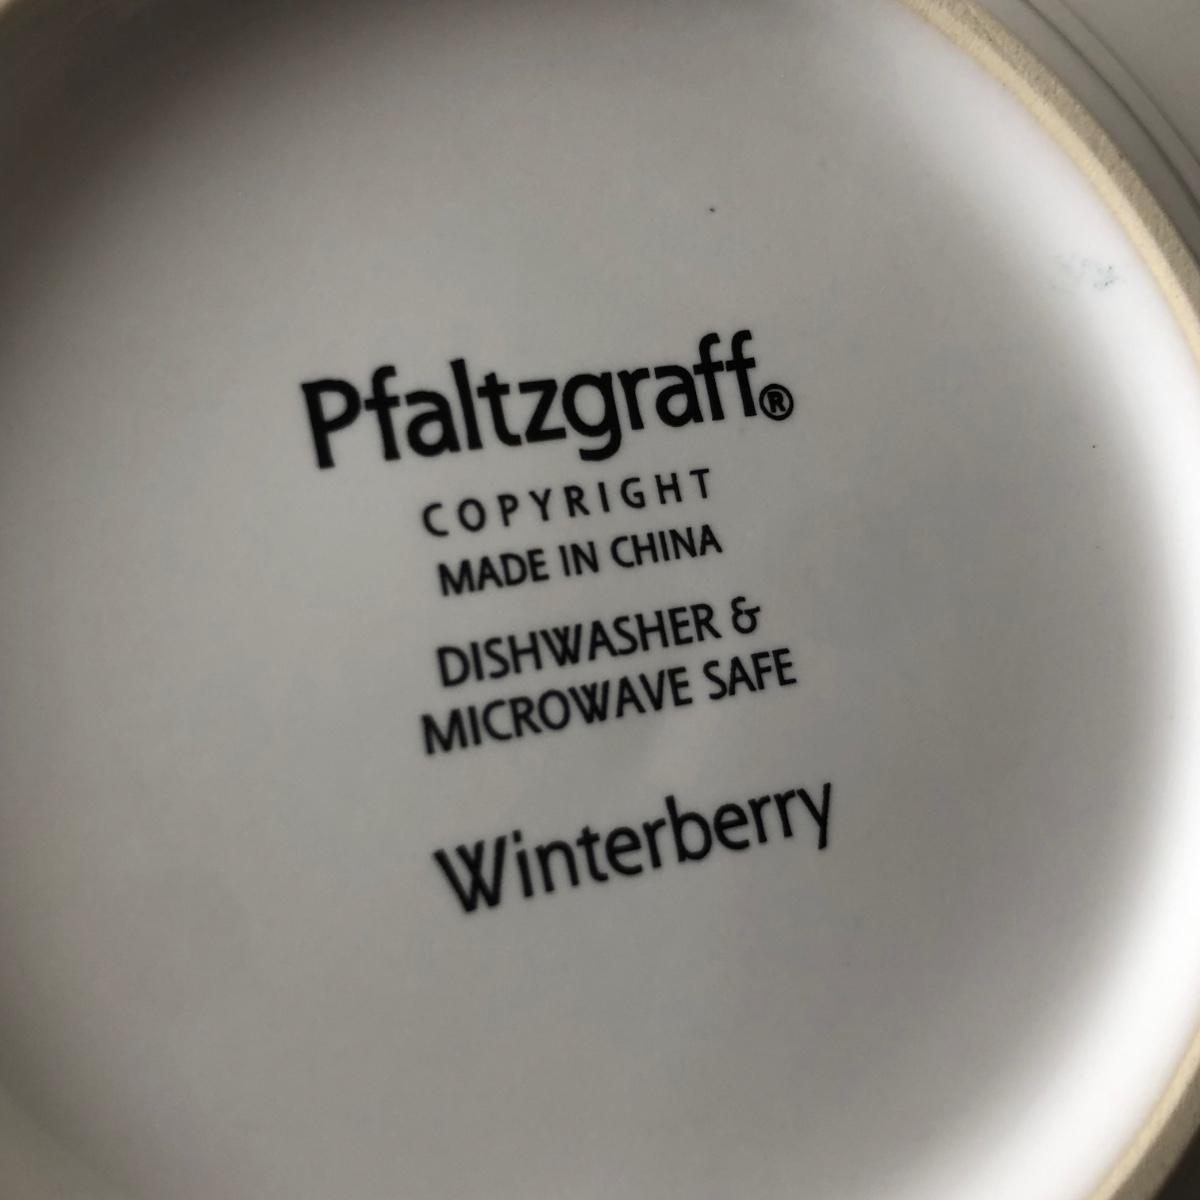 Pfaltzgraff®
COPYRIGHT
MADE IN CHINA
DISHWASHER &
MICROWAVE SAFE
Winterberry